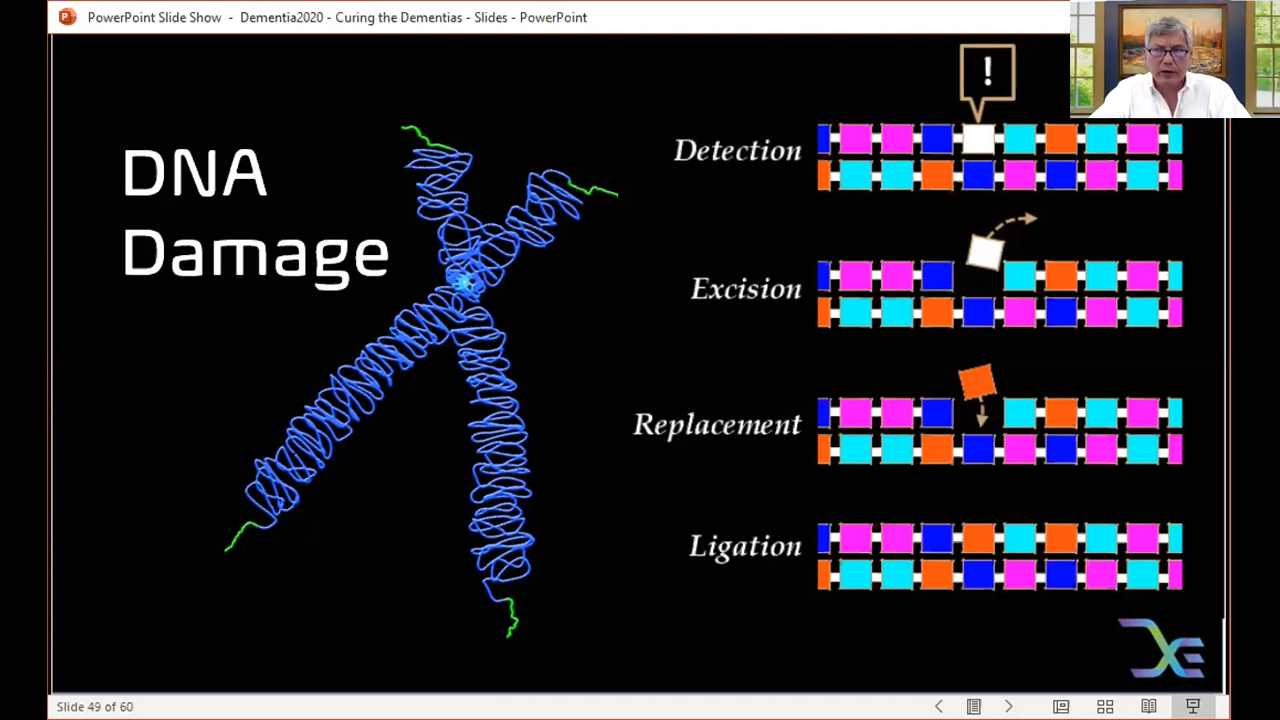 PowerPoint Slide Show - Dementia2020 - Curing the Dementias - Slides - PowerPoint
!
DNA
Damage
Detection
Excision
Replacement
Ligation
Slide 49 of 60